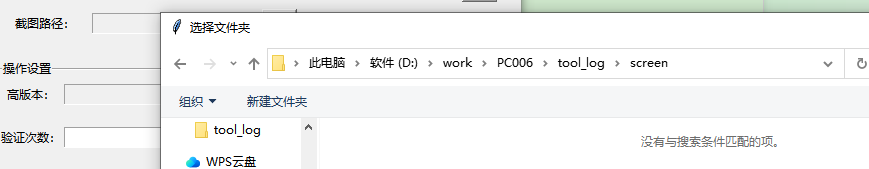 选择文件夹
截图路径：
此电脑 软件 (D:) work PC006 tool_log screen
操作设置
高版本：
组织 新建文件夹
验证次数：
tool_log
没有与搜索条件匹配的项。
WPS云盘